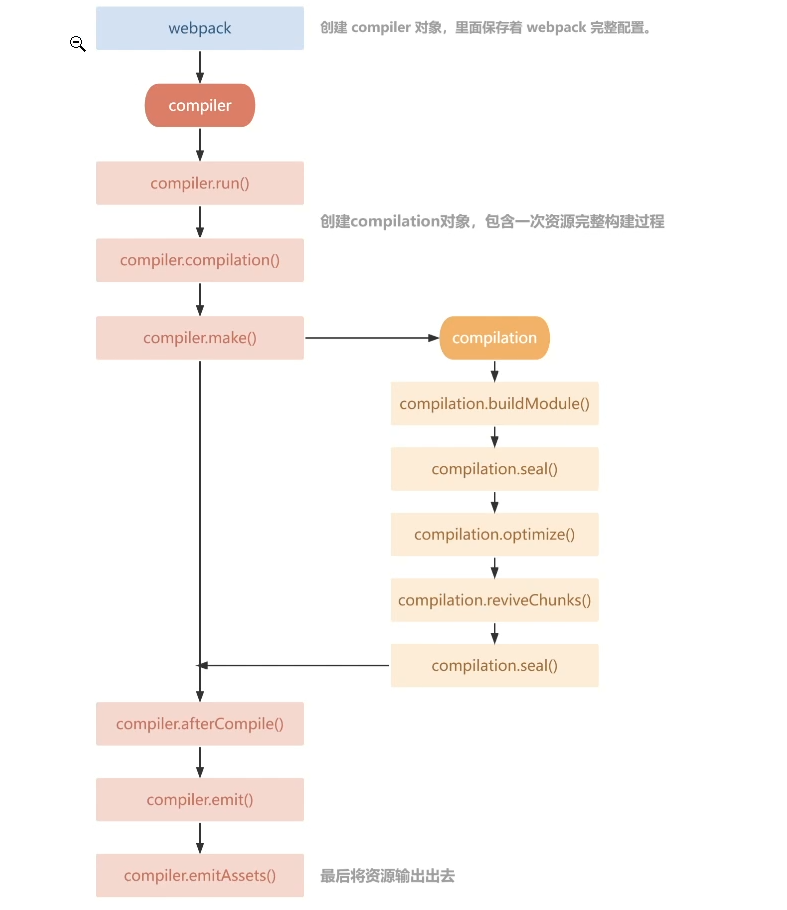 webpack
创建 compiler 对象，里面保存着 webpack 完整配置。
compiler
compiler.run()
创建compilation对象，包含一次资源完整构建过程
compiler.compilation()
compiler.make()
compilation
compilation.buildModule()
compilation.seal()
compilation.optimize()
compilation.reviveChunks()
compilation.seal()
compiler.afterCompile()
compiler.emit()
compiler.emitAssets()
最后将资源输出出去